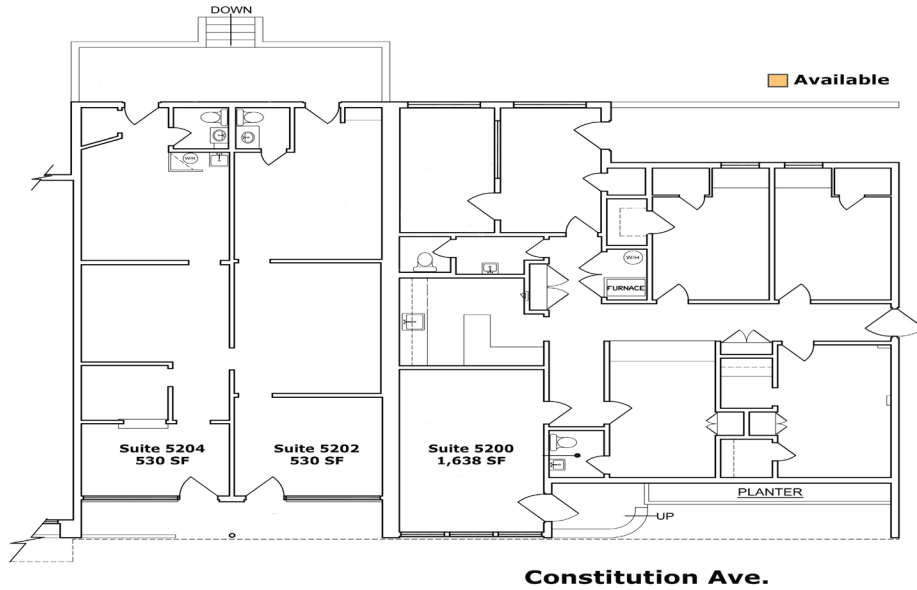 DOWN
Available
W/H
W/H
FURNACE
Suite 5204
530 SF
Suite 5202
530 SF
Suite 5200
1,638 SF
PLANTER
UP
Constitution Ave.